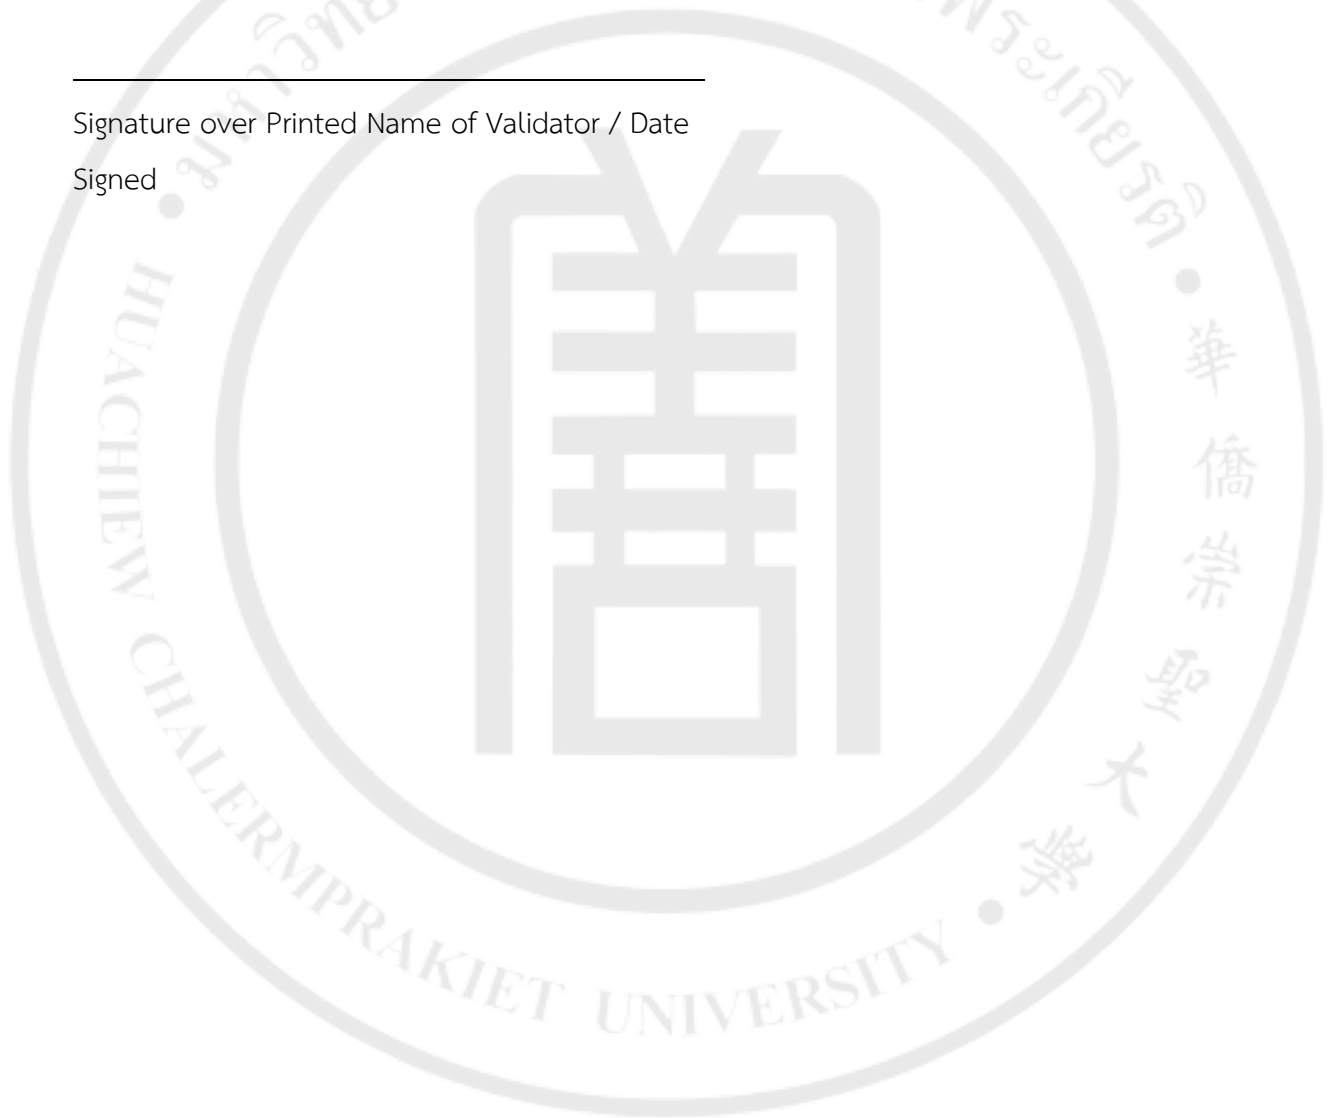 Signature over Printed Name of Validator / Date
Signed
HUACHIEW CHALERMPRAKIET UNIVERSITY
華僑崇聖大學